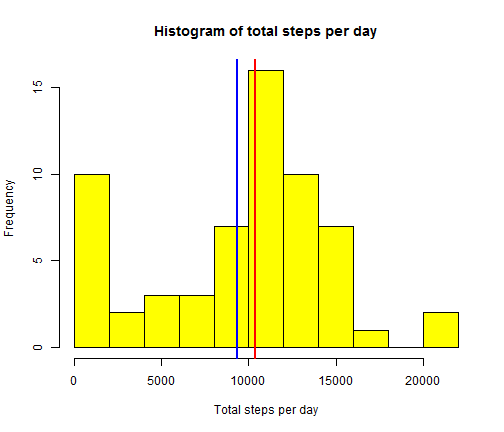 Histogram of total steps per day
Frequency
15
10
5
0
0 5000 10000 15000 20000
Total steps per day